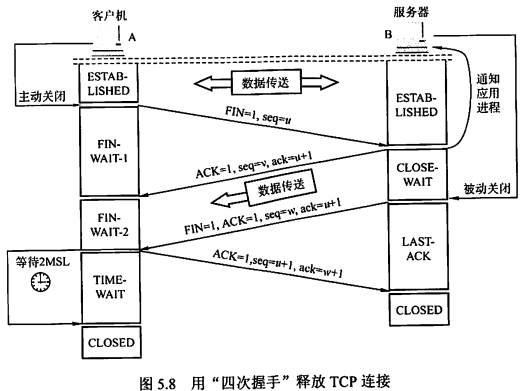 客户机
服务器
A
B
ESTAB-
LISHED
数据传送
ESTAB-
LISHED
通知
应用
进程
主动关闭
FIN=1, seq=u
FIN-
WAIT-1
ACK=1, seq=v, ack=u+1
CLOSE-
WAIT
数据传送
被动关闭
FIN=1, ACK=1, seq=w, ack=u+1
FIN-
WAIT-2
LAST-
ACK
等待2MSL
ACK=1,seq=u+1, ack=w+1
TIME-
WAIT
CLOSED
CLOSED
图 5.8 用“四次握手”释放 TCP 连接